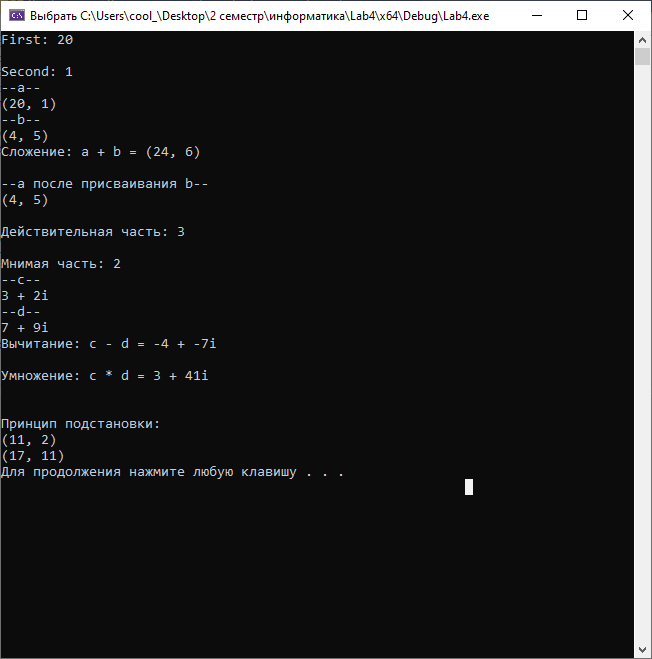 Выбрать C:\Users\cool_\Desktop\2 семестр\информатика\Lab4\x64\Debug\Lab4.exe
First: 20
Second: 1
--a--
(20, 1)
--b--
(4, 5)
Сложение: a + b = (24, 6)
--a после присваивания b--
(4, 5)
Действительная часть: 3
Мнимая часть: 2
--c--
3 + 2i
--d--
7 + 9i
Вычитание: c - d = -4 + -7i
Умножение: c * d = 3 + 41i
Принцип подстановки:
(11, 2)
(17, 11)
Для продолжения нажмите любую клавишу . . .